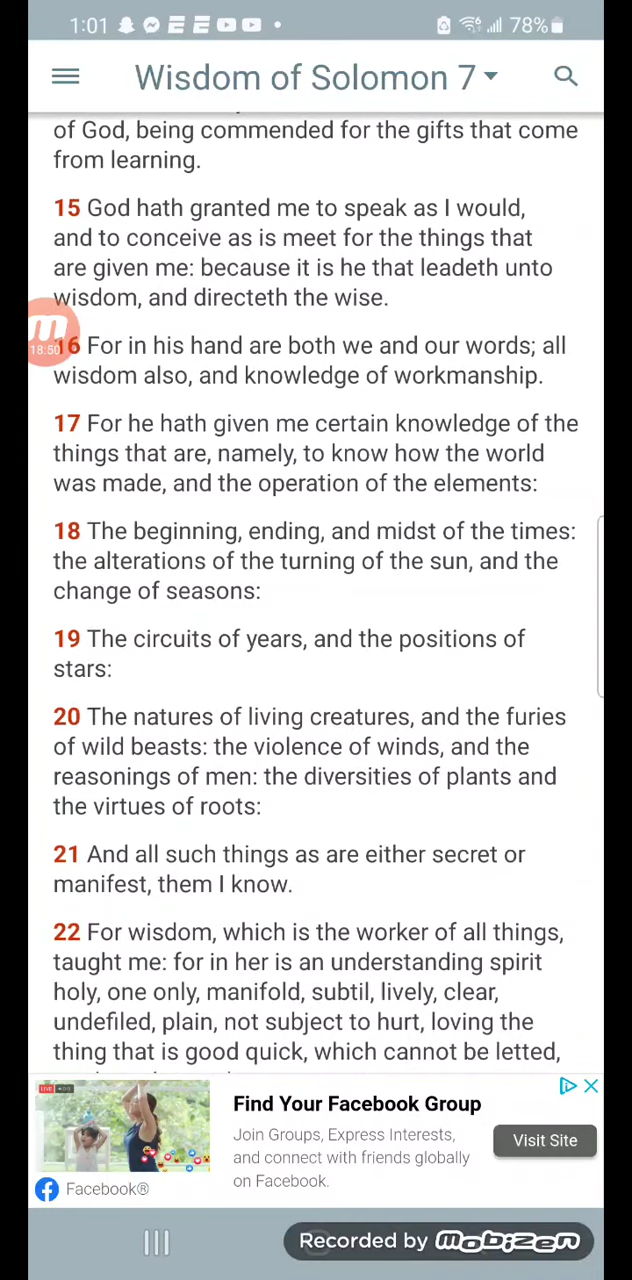 1:01
78%
Wisdom of Solomon 7
of God, being commended for the gifts that come
from learning.
15 God hath granted me to speak as I would,
and to conceive as is meet for the things that
are given me: because it is he that leadeth unto
wisdom, and directeth the wise.
18:50
16 For in his hand are both we and our words; all
wisdom also, and knowledge of workmanship.
17 For he hath given me certain knowledge of the
things that are, namely, to know how the world
was made, and the operation of the elements:
18 The beginning, ending, and midst of the times:
the alterations of the turning of the sun, and the
change of seasons:
19 The circuits of years, and the positions of
stars:
20 The natures of living creatures, and the furies
of wild beasts: the violence of winds, and the
reasonings of men: the diversities of plants and
the virtues of roots:
21 And all such things as are either secret or
manifest, them I know.
22 For wisdom, which is the worker of all things,
taught me: for in her is an understanding spirit
holy, one only, manifold, subtil, lively, clear,
undefiled, plain, not subject to hurt, loving the
thing that is good quick, which cannot be letted,
LIVE
Find Your Facebook Group
Join Groups, Express Interests,
and connect with friends globally
on Facebook.
Visit Site
Facebook®
Recorded by mobizen